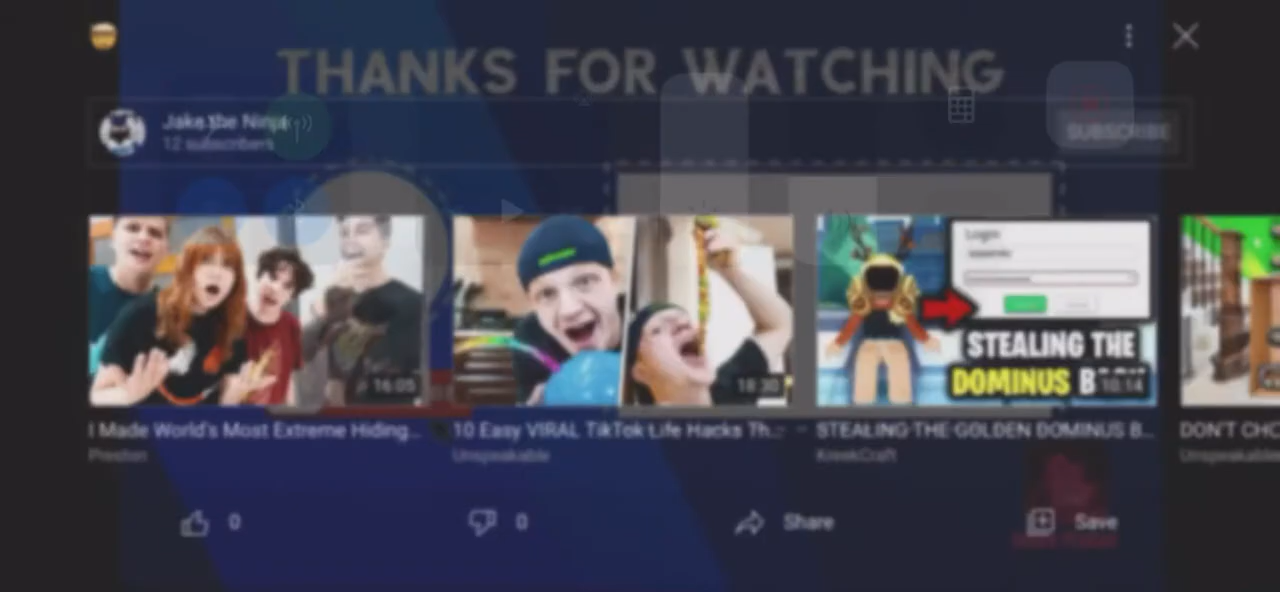 THANKS FOR WATCHING
Jake the Ninja
12 subscribers
SUBSCRIBE
Login
16:05
18:30
STEALING THE
DOMINUS
10:14
I Made World's Most Extreme Hiding...
10 Easy VIRAL TikTok Life Hacks Th...
STEALING THE GOLDEN DOMINUS B...
DON'T CHO
Preston
Unspeakable
KreekCraft
Unspeakable
0
0
Share
Save